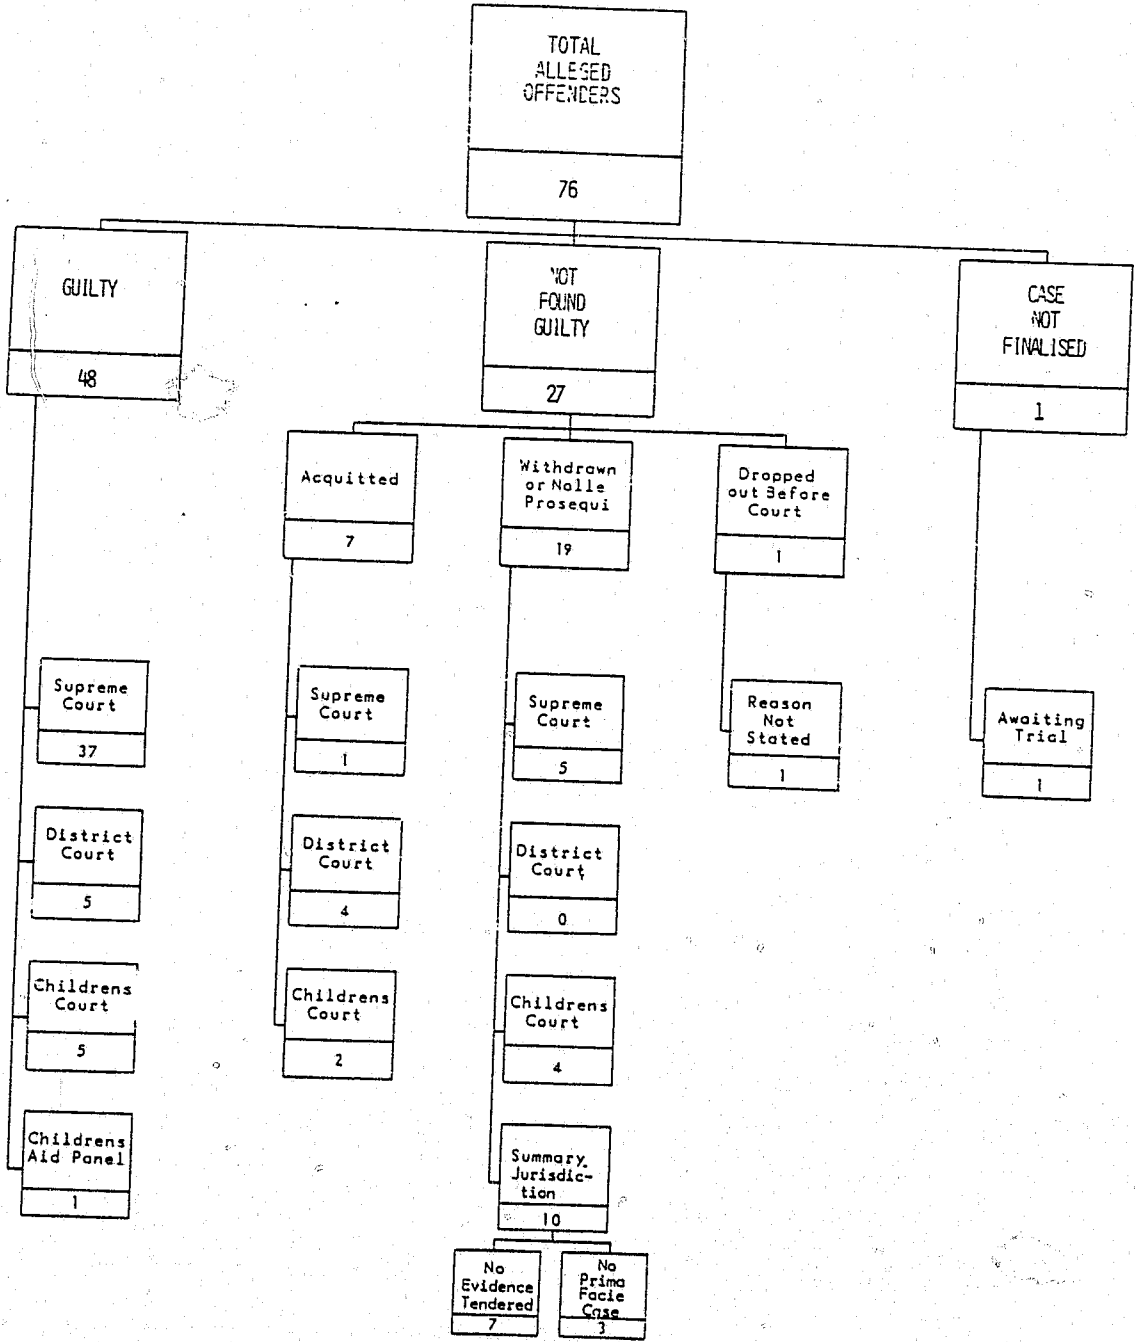 TOTAL
ALLEGED
OFFENDERS
76
GUILTY
48
NOT
FOUND
GUILTY
27
CASE
NOT
FINALISED
1
Acquitted
7
Withdrawn
or Nolle
Prosequi
19
Dropped
out Before
Court
1
Supreme
Court
37
District
Court
5
Childrens
Court
5
Childrens
Aid Panel
1
Supreme
Court
1
District
Court
4
Childrens
Court
2
Supreme
Court
5
District
Court
0
Childrens
Court
4
Summary
Jurisdic-
tion
10
No
Evidence
Tendered
7
No
Prima
Facie
Case
3
Reason
Not
Stated
1
Awaiting
Trial
1